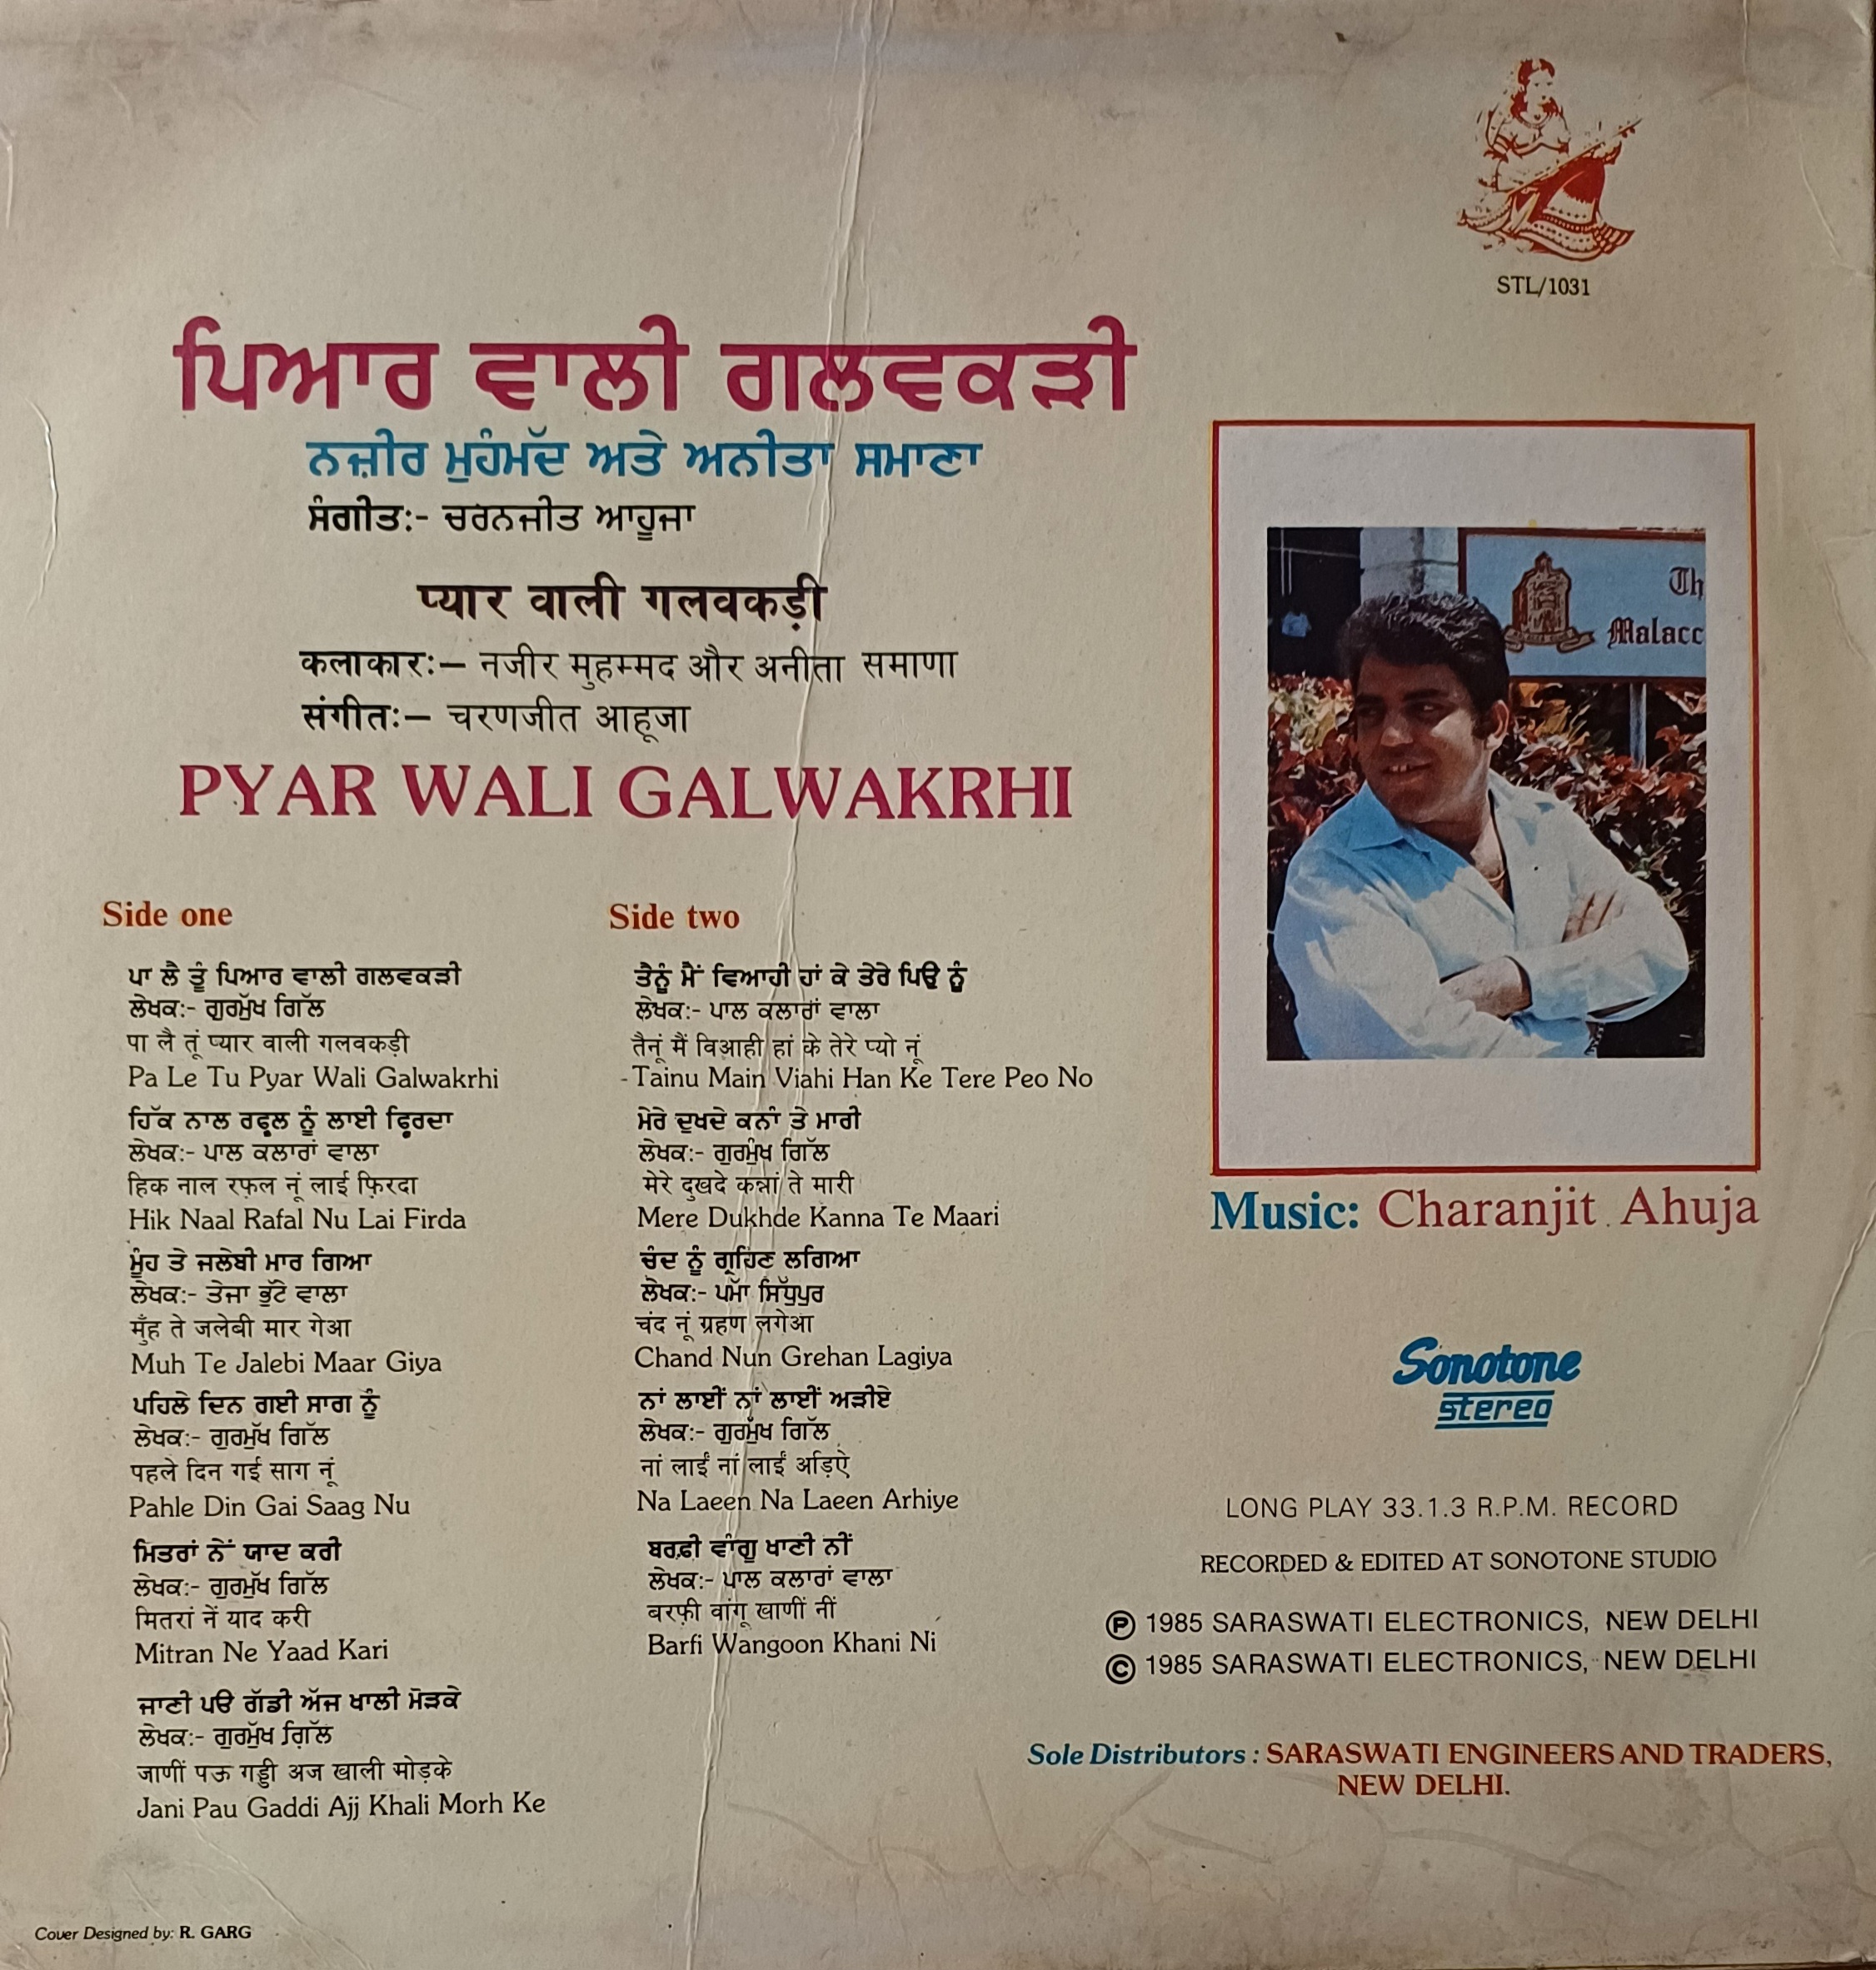 STL/1031
ਪਿਆਰ ਵਾਲੀ ਗਲਵਕੜੀ
ਨਜ਼ੀਰ ਮੁਹੰਮਦ ਅਤੇ ਅਨੀਤਾ ਸਮਾਣਾ
ਸੰਗੀਤ:- ਚਰਨਜੀਤ ਆਹੂਜਾ
प्यार वाली गलवकड़ी
कलाकार:— नजीर मुहम्मद और अनीता समाणा
संगीत:— चरणजीत आहूजा
PYAR WALI GALWAKRHI
Th
Malacc
Side one
ਪਾ ਲੈ ਤੂੰ ਪਿਆਰ ਵਾਲੀ ਗਲਵਕੜੀ
ਲੇਖਕ:- ਗੁਰਮੁੱਖ ਗਿੱਲ
पा लै तूं प्यार वाली गलवकड़ी
Pa Le Tu Pyar Wali Galwakrhi
ਹਿੱਕ ਨਾਲ ਰਫ਼ਲ ਨੂੰ ਲਾਈ ਫ਼ਿਰਦਾ
ਲੇਖਕ:- ਪਾਲ ਕਲਾਰਾਂ ਵਾਲਾ
हिक नाल रफ़ल नूं लाई फ़िरदा
Hik Naal Rafal Nu Lai Firda
ਮੂੰਹ ਤੇ ਜਲੇਬੀ ਮਾਰ ਗਿਆ
ਲੇਖਕ:- ਤੇਜਾ ਭੁੱਟੇ ਵਾਲਾ
मुँह ते जलेबी मार गेआ
Muh Te Jalebi Maar Giya
ਪਹਿਲੇ ਦਿਨ ਗਈ ਸਾਗ ਨੂੰ
ਲੇਖਕ:- ਗੁਰਮੁੱਖ ਗਿੱਲ
पहले दिन गई साग नूं
Pahle Din Gai Saag Nu
ਮਿਤਰਾਂ ਨੇਂ ਯਾਦ ਕਰੀ
ਲੇਖਕ:- ਗੁਰਮੁੱਖ ਗਿੱਲ
मितरां नें याद करी
Mitran Ne Yaad Kari
ਜਾਣੀ ਪਓ ਗੱਡੀ ਅੱਜ ਖਾਲੀ ਮੋੜਕੇ
ਲੇਖਕ:- ਗੁਰਮੁੱਖ ਗ਼ਿੱਲ
जाणीं पऊ गड्डी अज खाली मोड़के
Jani Pau Gaddi Ajj Khali Morh Ke
Side two
ਤੈਨੂੰ ਮੈਂ ਵਿਆਹੀ ਹਾਂ ਕੇ ਤੇਰੇ ਪਿਉ ਨੂੰ
ਲੇਖਕ:- ਪਾਲ ਕਲਾਰਾਂ ਵਾਲਾ
तैनूं मैं विआही हां के तेरे प्यो नूं
-Tainu Main Viahi Han Ke Tere Peo No
ਮੇਰੇ ਦੁਖਦੇ ਕਨਾਂ ਤੇ ਮਾਰੀ
ਲੇਖਕ:- ਗੁਰਮੁੱਖ ਗਿੱਲ
मेरे दुखदे कन्नां ते मारी
Mere Dukhde Kanna Te Maari
ਚੰਦ ਨੂੰ ਗ੍ਰਹਿਣ ਲਗਿਆ
ਲੇਖਕ:- ਪਮਾੱ ਸਿੱਧੁਪੁਰ
चंद नूं ग्रहण लगेआ
Chand Nun Grehan Lagiya
ਨਾਂ ਲਾਈਂ ਨਾਂ ਲਾਈਂ ਅੜੀਏ
ਲੇਖਕ:- ਗੁਰਮੁੱਖ ਗਿੱਲ
नां लाईं नां लाईं अड़िऐ
Na Laeen Na Laeen Arhiye
ਬਰਫ਼ੀ ਵਾਂਗੂ ਖਾਣੀ ਨੀਂ
ਲੇਖਕ:- ਪਾਲ ਕਲਾਰਾਂ ਵਾਲਾ
बरफ़ी वांगू खाणीं नीं
Barfi Wangoon Khani Ni
Music: Charanjit Ahuja
Sonotone
stereo
LONG PLAY 33.1.3 R.P.M. RECORD
RECORDED & EDITED AT SONOTONE STUDIO
℗ 1985 SARASWATI ELECTRONICS, NEW DELHI
© 1985 SARASWATI ELECTRONICS, NEW DELHI
Sole Distributors : SARASWATI ENGINEERS AND TRADERS,
NEW DELHI.
Cover Designed by: R. GARG